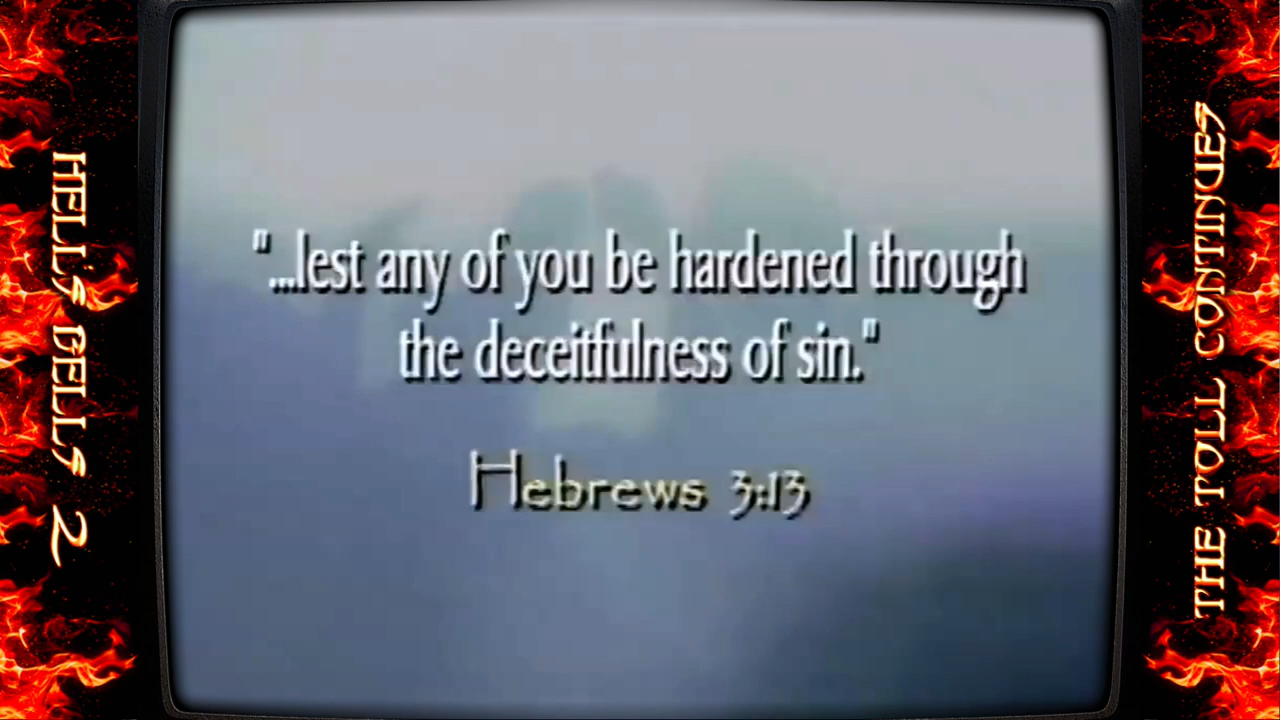 HELL'S BELLS 2
"...lest any of you be hardened through
the deceitfulness of sin."
Hebrews 3:13
THE TOLL CONTINUES